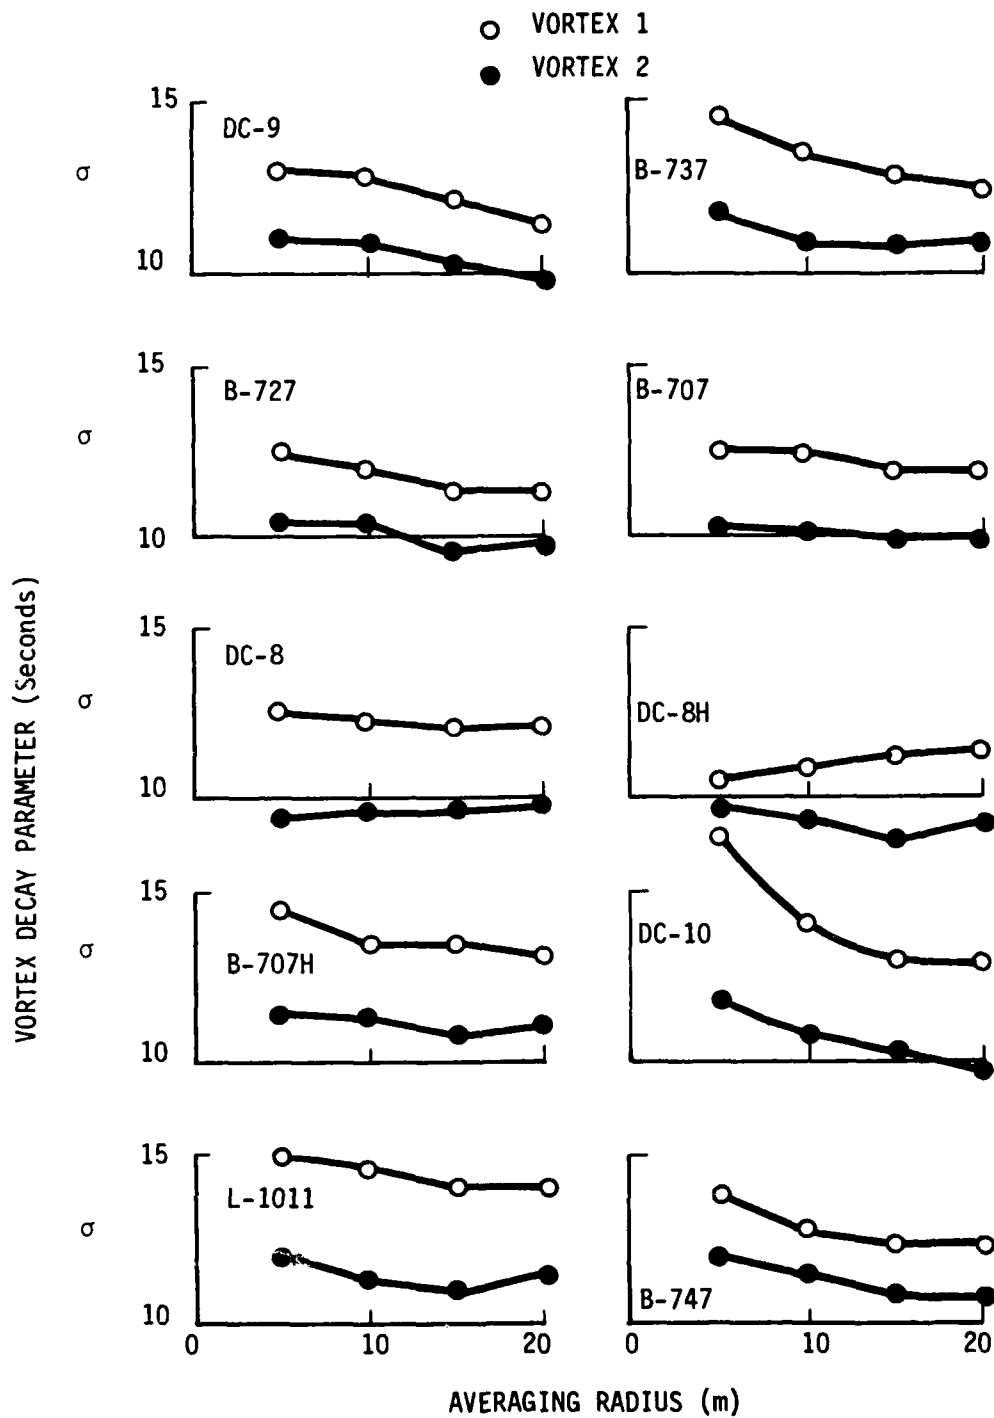 VORTEX 1
VORTEX 2
15
DC-9
σ
10
B-737
15
B-727
σ
10
B-707
15
DC-8
σ
10
DC-8H
15
σ
B-707H
10
DC-10
15
L-1011
σ
10
0 10 20
B-747
0 10 20
VORTEX DECAY PARAMETER (Seconds)
AVERAGING RADIUS (m)